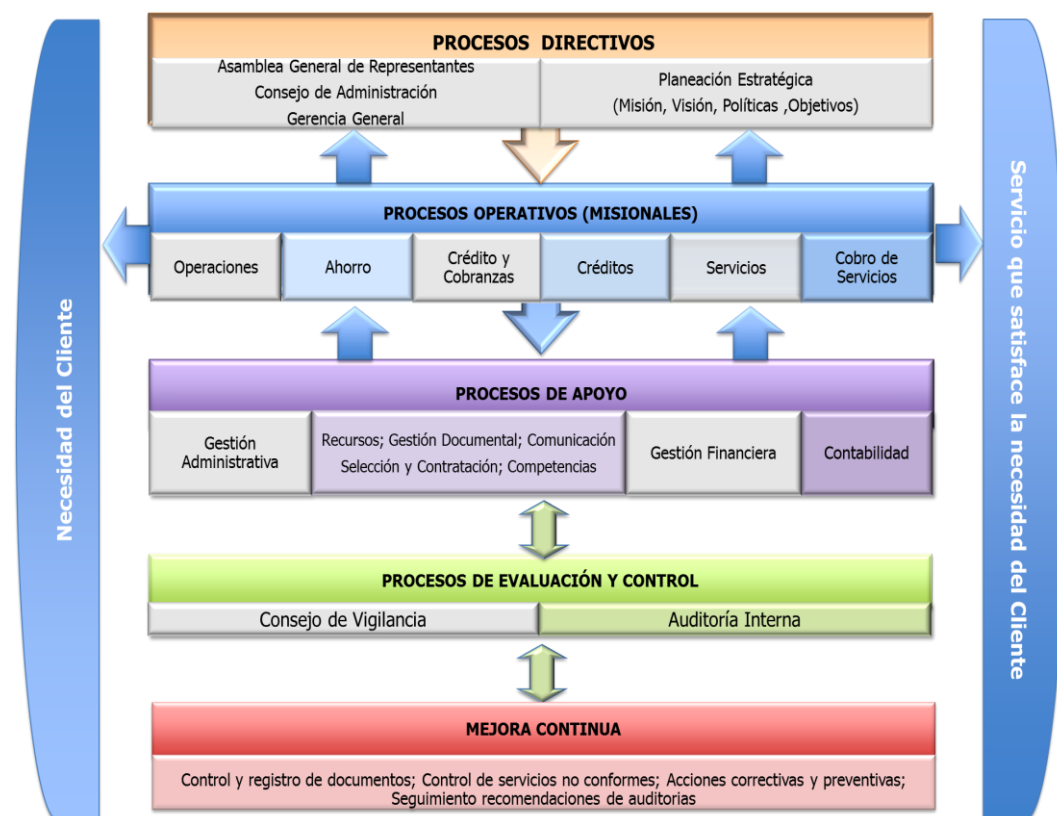 PROCESOS DIRECTIVOS
Asamblea General de Representantes
Consejo de Administración
Gerencia General
Planeación Estratégica
(Misión, Visión, Políticas ,Objetivos)
PROCESOS OPERATIVOS (MISIONALES)
Operaciones
Ahorro
Crédito y
Cobranzas
Créditos
Servicios
Cobro de
Servicios
PROCESOS DE APOYO
Gestión
Administrativa
Recursos; Gestión Documental; Comunicación
Selección y Contratación; Competencias
Gestión Financiera
Contabilidad
PROCESOS DE EVALUACIÓN Y CONTROL
Consejo de Vigilancia
Auditoría Interna
MEJORA CONTINUA
Control y registro de documentos; Control de servicios no conformes; Acciones correctivas y preventivas;
Seguimiento recomendaciones de auditorias
Necesidad del Cliente
Servicio que satisface la necesidad del Cliente